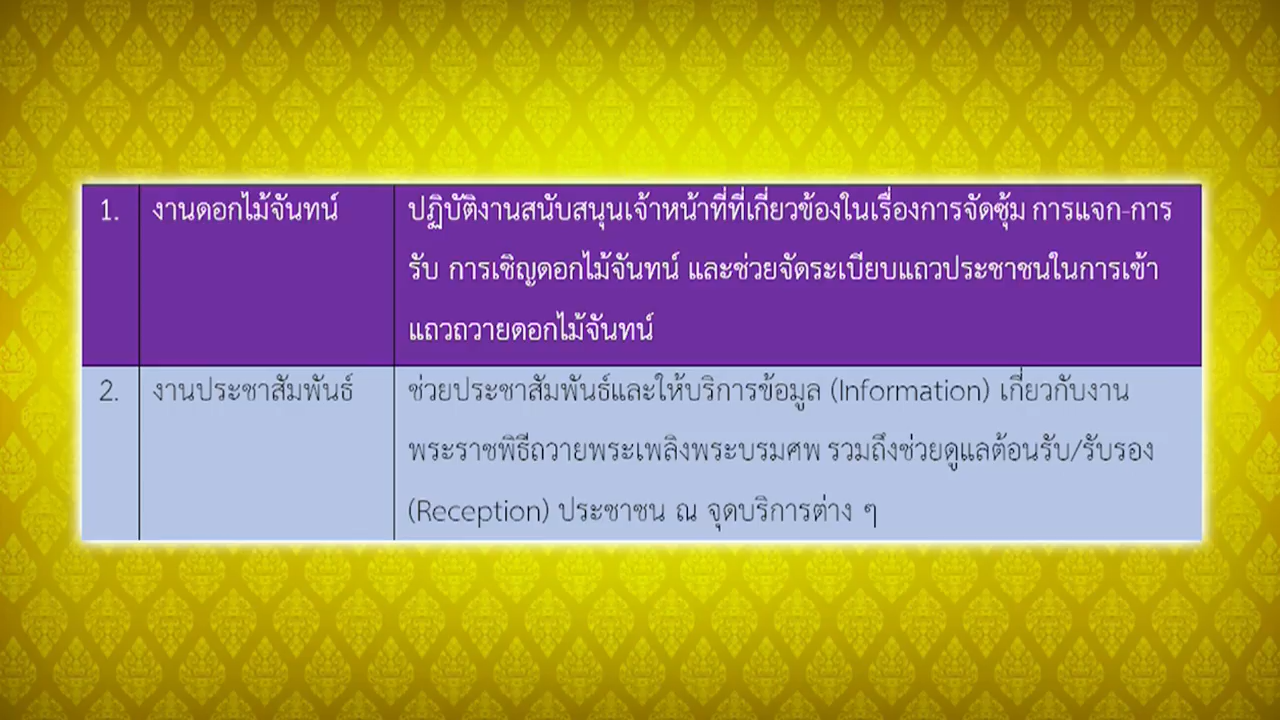 1. งานดอกไม้จันทน์ ปฏิบัติงานสนับสนุนเจ้าหน้าที่ที่เกี่ยวข้องในเรื่องการจัดซุ้ม การแจก-การ
รับ การเชิญดอกไม้จันทน์ และช่วยจัดระเบียบแถวประชาชนในการเข้า
แถวถวายดอกไม้จันทน์
2. งานประชาสัมพันธ์ ช่วยประชาสัมพันธ์และให้บริการข้อมูล (Information) เกี่ยวกับงาน
พระราชพิธีถวายพระเพลิงพระบรมศพ รวมถึงช่วยดูแลต้อนรับ/รับรอง
(Reception) ประชาชน ณ จุดบริการต่าง ๆ